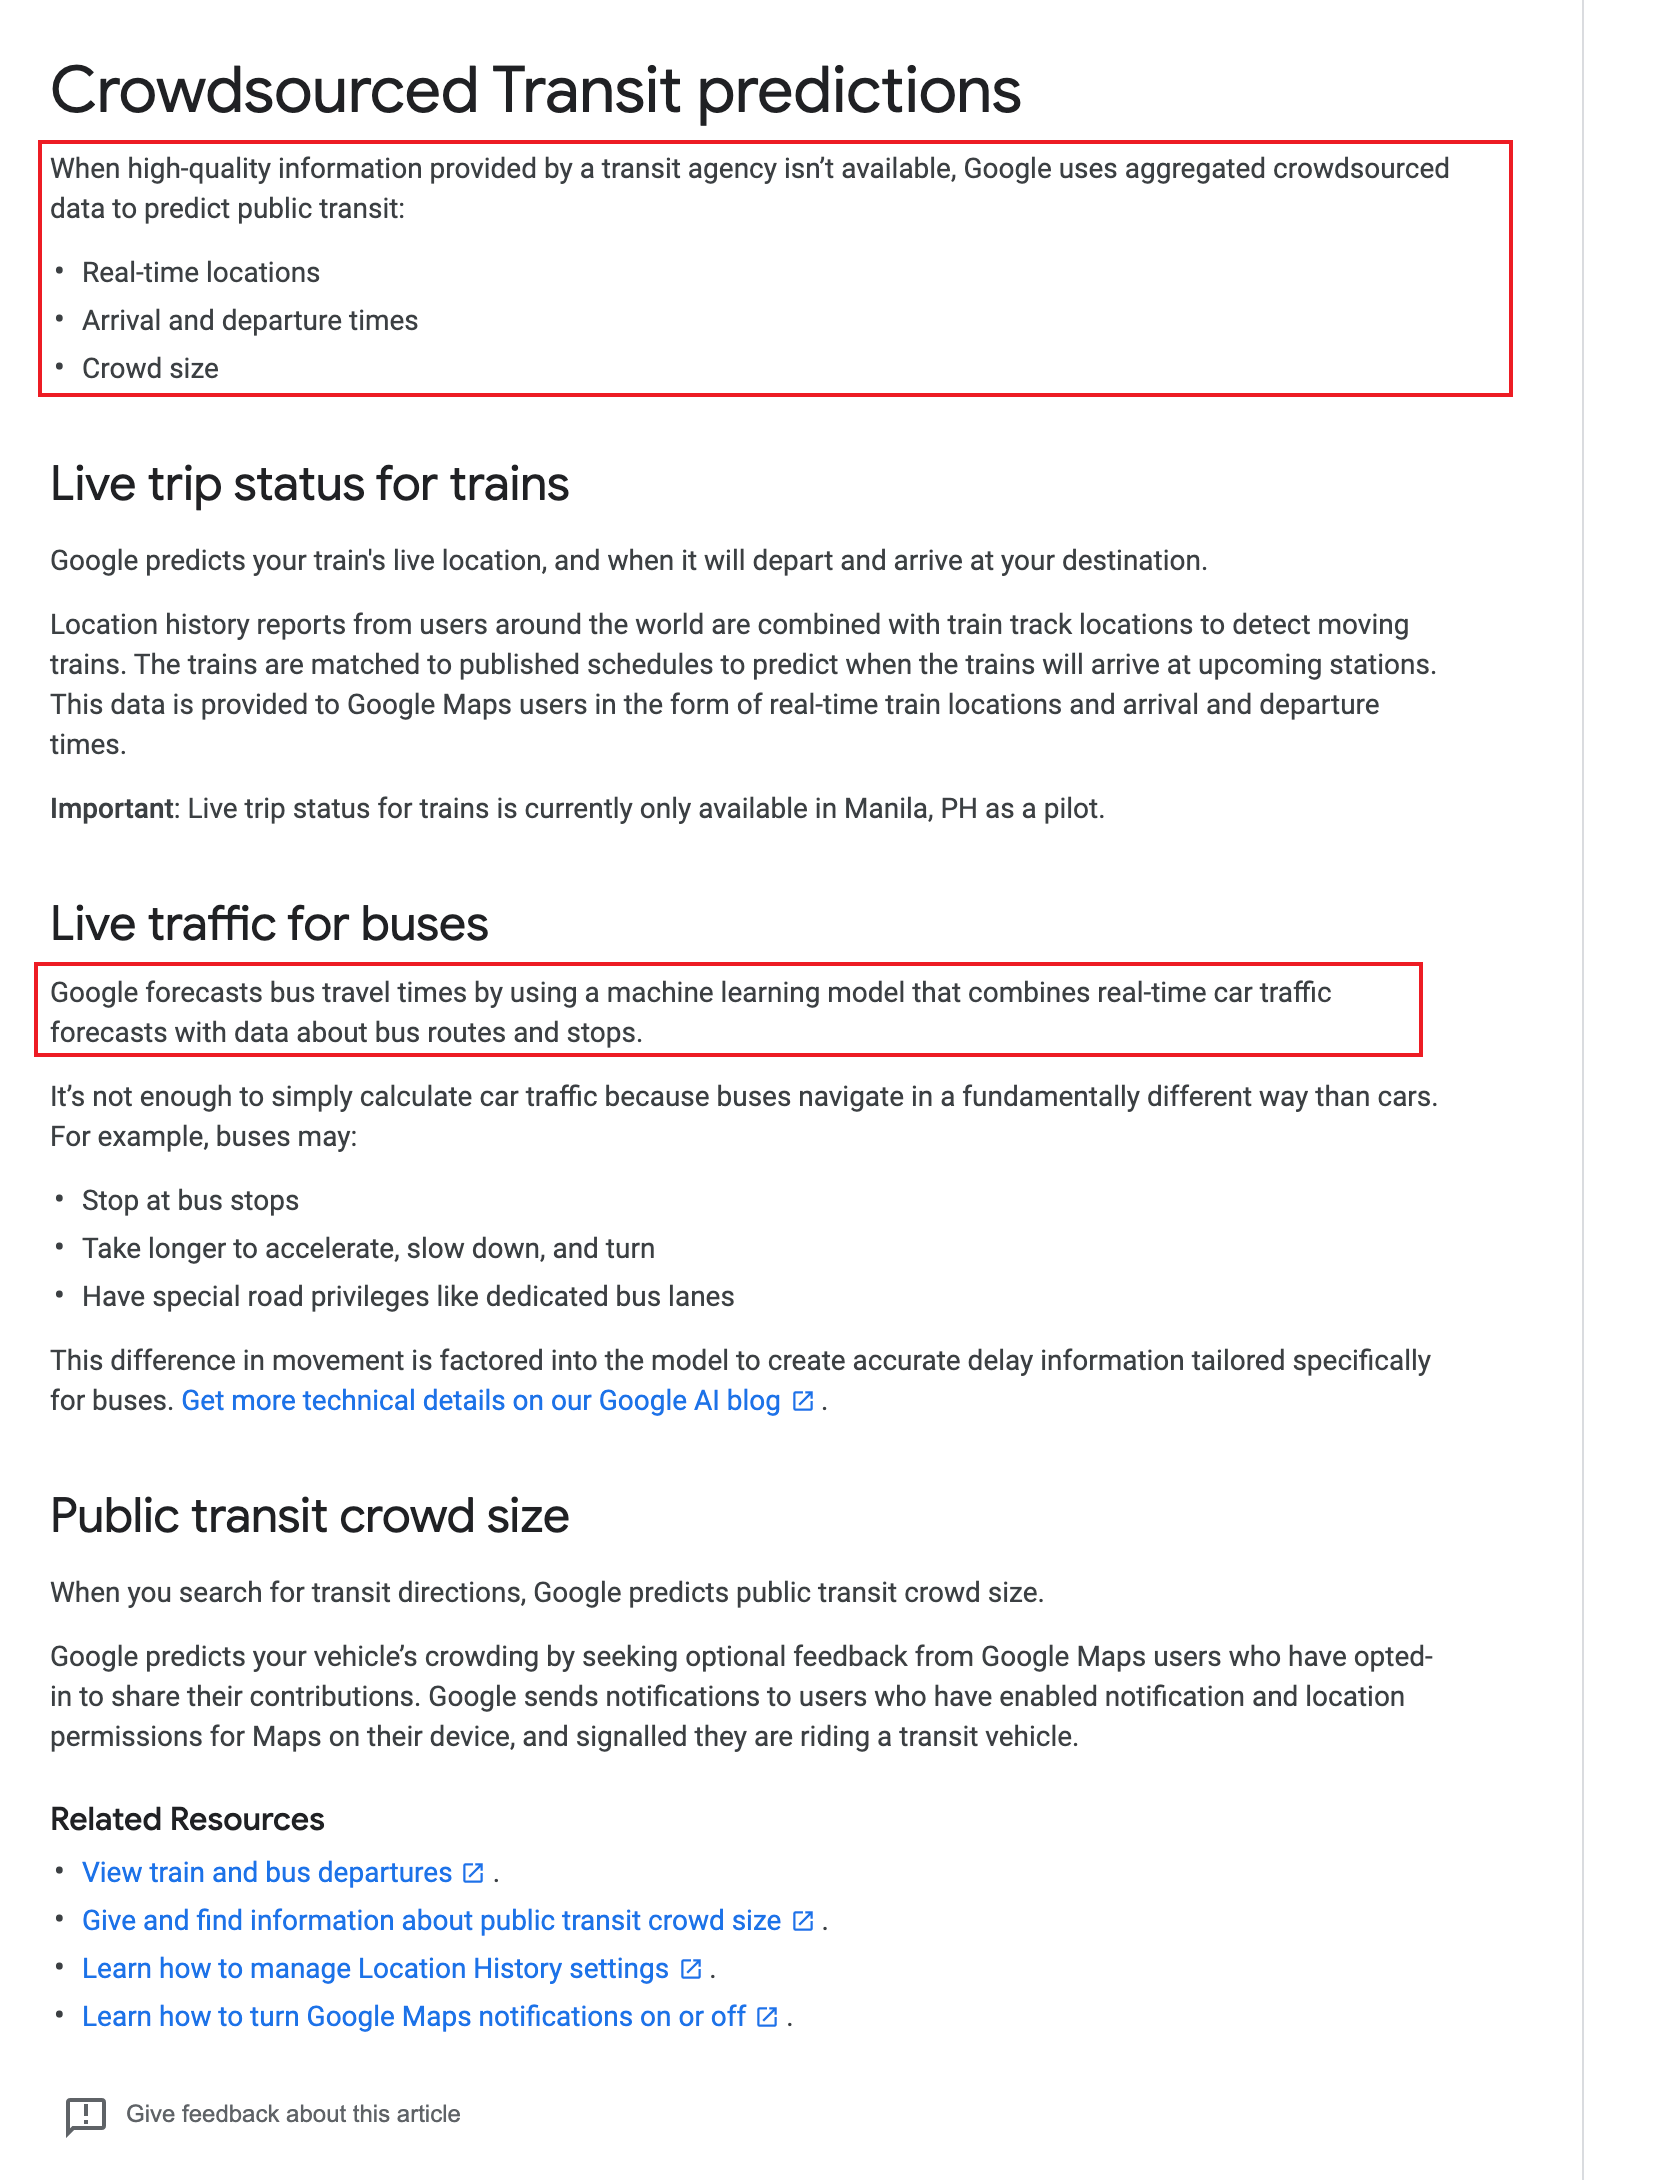 Crowdsourced Transit predictions
When high-quality information provided by a transit agency isn’t available, Google uses aggregated crowdsourced
data to predict public transit:
• Real-time locations
• Arrival and departure times
• Crowd size
Live trip status for trains
Google predicts your train's live location, and when it will depart and arrive at your destination.
Location history reports from users around the world are combined with train track locations to detect moving
trains. The trains are matched to published schedules to predict when the trains will arrive at upcoming stations.
This data is provided to Google Maps users in the form of real-time train locations and arrival and departure
times.
Important: Live trip status for trains is currently only available in Manila, PH as a pilot.
Live traffic for buses
Google forecasts bus travel times by using a machine learning model that combines real-time car traffic
forecasts with data about bus routes and stops.
It’s not enough to simply calculate car traffic because buses navigate in a fundamentally different way than cars.
For example, buses may:
• Stop at bus stops
• Take longer to accelerate, slow down, and turn
• Have special road privileges like dedicated bus lanes
This difference in movement is factored into the model to create accurate delay information tailored specifically
for buses. Get more technical details on our Google AI blog .
Public transit crowd size
When you search for transit directions, Google predicts public transit crowd size.
Google predicts your vehicle’s crowding by seeking optional feedback from Google Maps users who have opted-
in to share their contributions. Google sends notifications to users who have enabled notification and location
permissions for Maps on their device, and signalled they are riding a transit vehicle.
Related Resources
• View train and bus departures .
• Give and find information about public transit crowd size .
• Learn how to manage Location History settings .
• Learn how to turn Google Maps notifications on or off .
Give feedback about this article